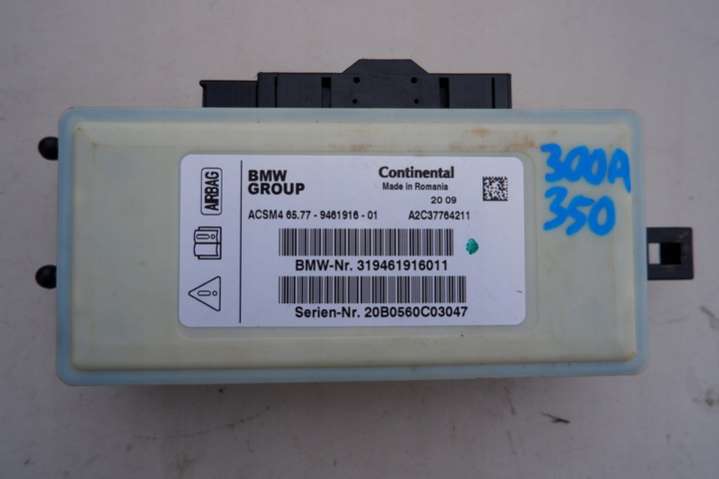 AIRBAG
BMW
GROUP
Continental
Made in Romania
20 09
ACSM4 65.77 - 9461916 - 01 A2C37764211
BMW-Nr. 319461916011
Serien-Nr. 20B0560C03047
300A
350